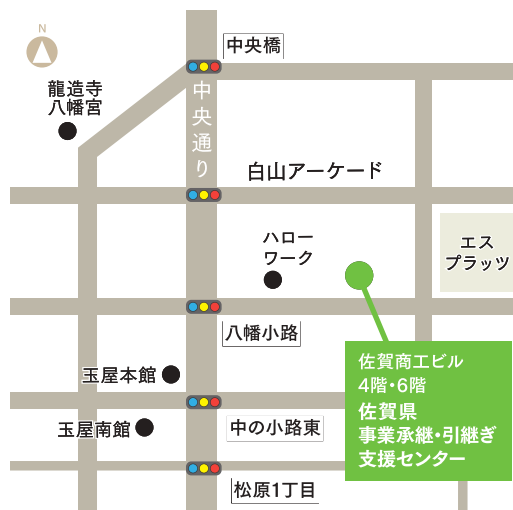 N
中央橋
龍造寺
八幡宮
中央通り
白山アーケード
ハロー
ワーク
エス
プラッツ
八幡小路
佐賀商工ビル
4階・6階
佐賀県
事業承継・引継ぎ
支援センター
玉屋本館
中の小路東
玉屋南館
松原1丁目